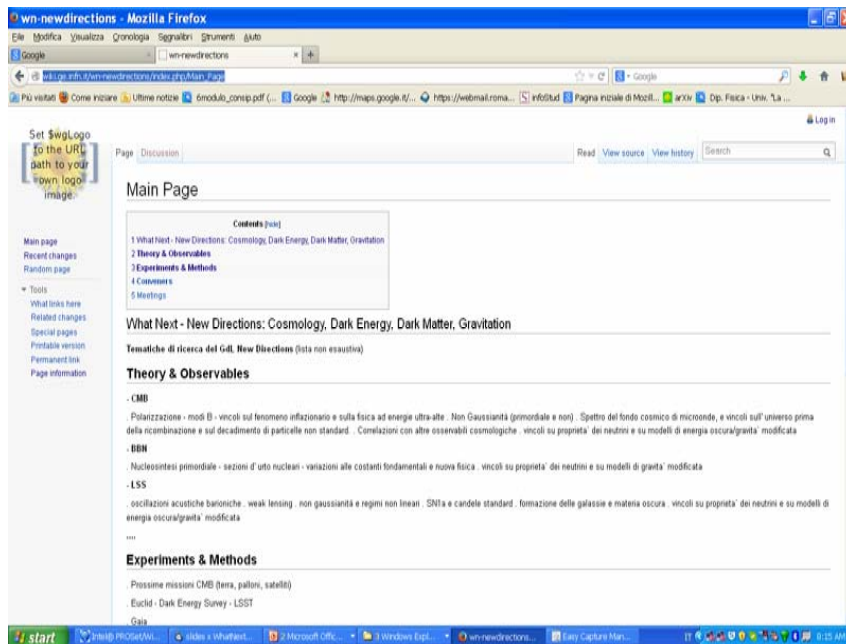 wn-newdirections - Mozilla Firefox
File Modifica Visualizza Cronologia Segnalibri Strumenti Aiuto
Google wn-newdirections
wiki.ge.infn.it/wn-newdirections/index.php/Main_Page Google
Più visitati Come iniziare Ultime notizie 6modulo_consip.pdf (... Google http://maps.google.it/... https://webmail.roma... InfoStud Pagina iniziale di Mozill... arXiv Dip. Fisica - Univ. "La ...
Log in
Set $wgLogo
to the URL
path to your
own logo
image.
Page Discussion Read View source View history Search
Main Page
Contents [hide]
1 What Next - New Directions: Cosmology, Dark Energy, Dark Matter, Gravitation
2 Theory & Observables
3 Experiments & Methods
4 Conveners
5 Meetings
Main page
Recent changes
Random page
Tools
What links here
Related changes
Special pages
Printable version
Permanent link
Page information
What Next - New Directions: Cosmology, Dark Energy, Dark Matter, Gravitation
Tematiche di ricerca del GdL New Directions (lista non esaustiva)
Theory & Observables
- CMB
. Polarizzazione - modi B - vincoli sul fenomeno inflazionario e sulla fisica ad energie ultra-alte . Non Gaussianità (primordiale e non) . Spettro del fondo cosmico di microonde, e vincoli sull' universo prima
della ricombinazione e sul decadimento di particelle non standard. . Correlazioni con altre osservabili cosmologiche . vincoli su proprieta` dei neutrini e su modelli di energia oscura/gravita` modificata
- BBN
. Nucleosintesi primordiale - sezioni d' urto nucleari - variazioni alle costanti fondamentali e nuova fisica . vincoli su proprieta` dei neutrini e su modelli di gravita` modificata
- LSS
. oscillazioni acustiche barioniche . weak lensing . non gaussianità e regimi non lineari . SN1a e candele standard . formazione delle galassie e materia oscura . vincoli su proprieta` dei neutrini e su modelli di
energia oscura/gravita` modificata
....
Experiments & Methods
. Prossime missioni CMB (terra, palloni, satelliti)
. Euclid - Dark Energy Survey - LSST
. Gaia
start Intel® PROSet/Wi... slides x WhatNext... 2 Microsoft Offic... 3 Windows Expl... wn-newdirections... Easy Capture Man... IT 0:15 AM